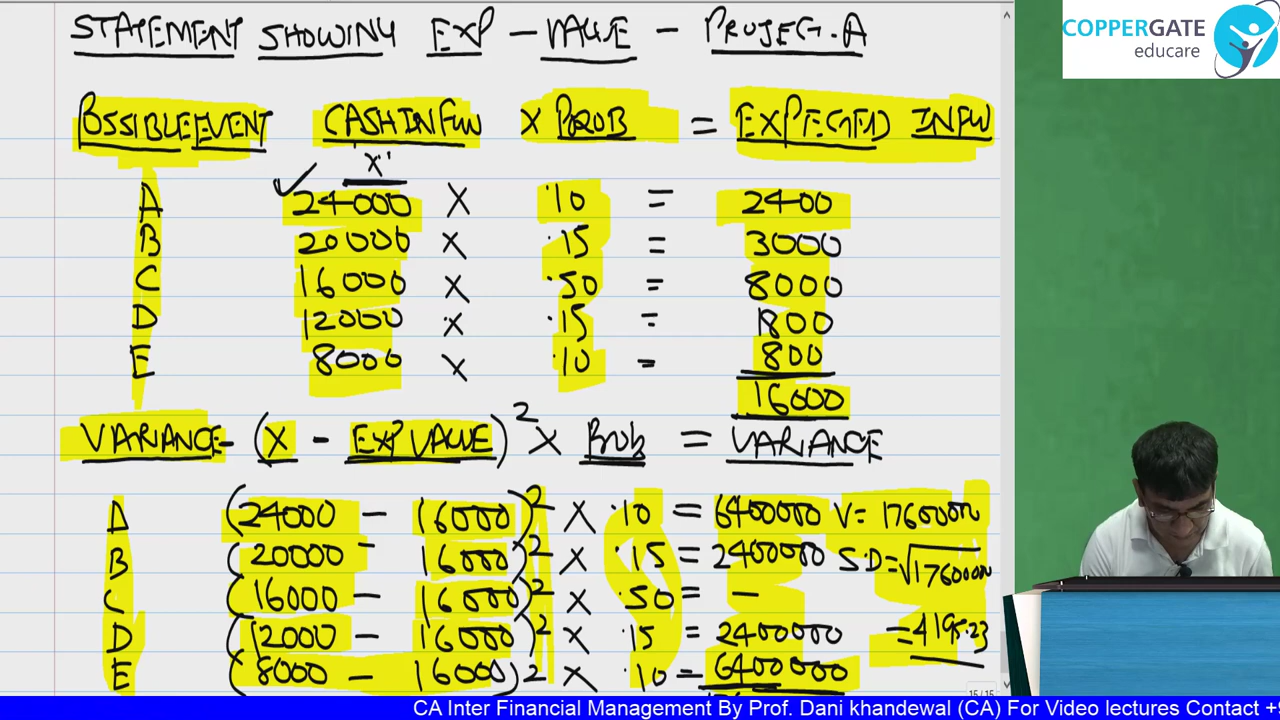 STATEMENT SHOWING EXP - VALUE - PROJECT.A
COPPERGATE
educare
POSSIBLE EVENT CASH INFLOW X PROB = EXPECTED INFLOW
'X'
A 24000 X .10 = 2400
B 20000 X .15 = 3000
C 16000 X .50 = 8000
D 12000 X .15 = 1800
E 8000 X .10 = 800
16000
VARIANCE - (X - EXP VALUE)² X Prob = VARIANCE
A (24000 - 16000)² X .10 = 6400000 V = 17600000
B (20000 - 16000)² X .15 = 2400000 S.D = √17600000
C (16000 - 16000)² X .50 = -
D (12000 - 16000)² X .15 = 2400000 = 4195.23
E (8000 - 16000)² X .10 = 6400000
15/15
CA Inter Financial Management By Prof. Dani khandewal (CA) For Video lectures Contact +